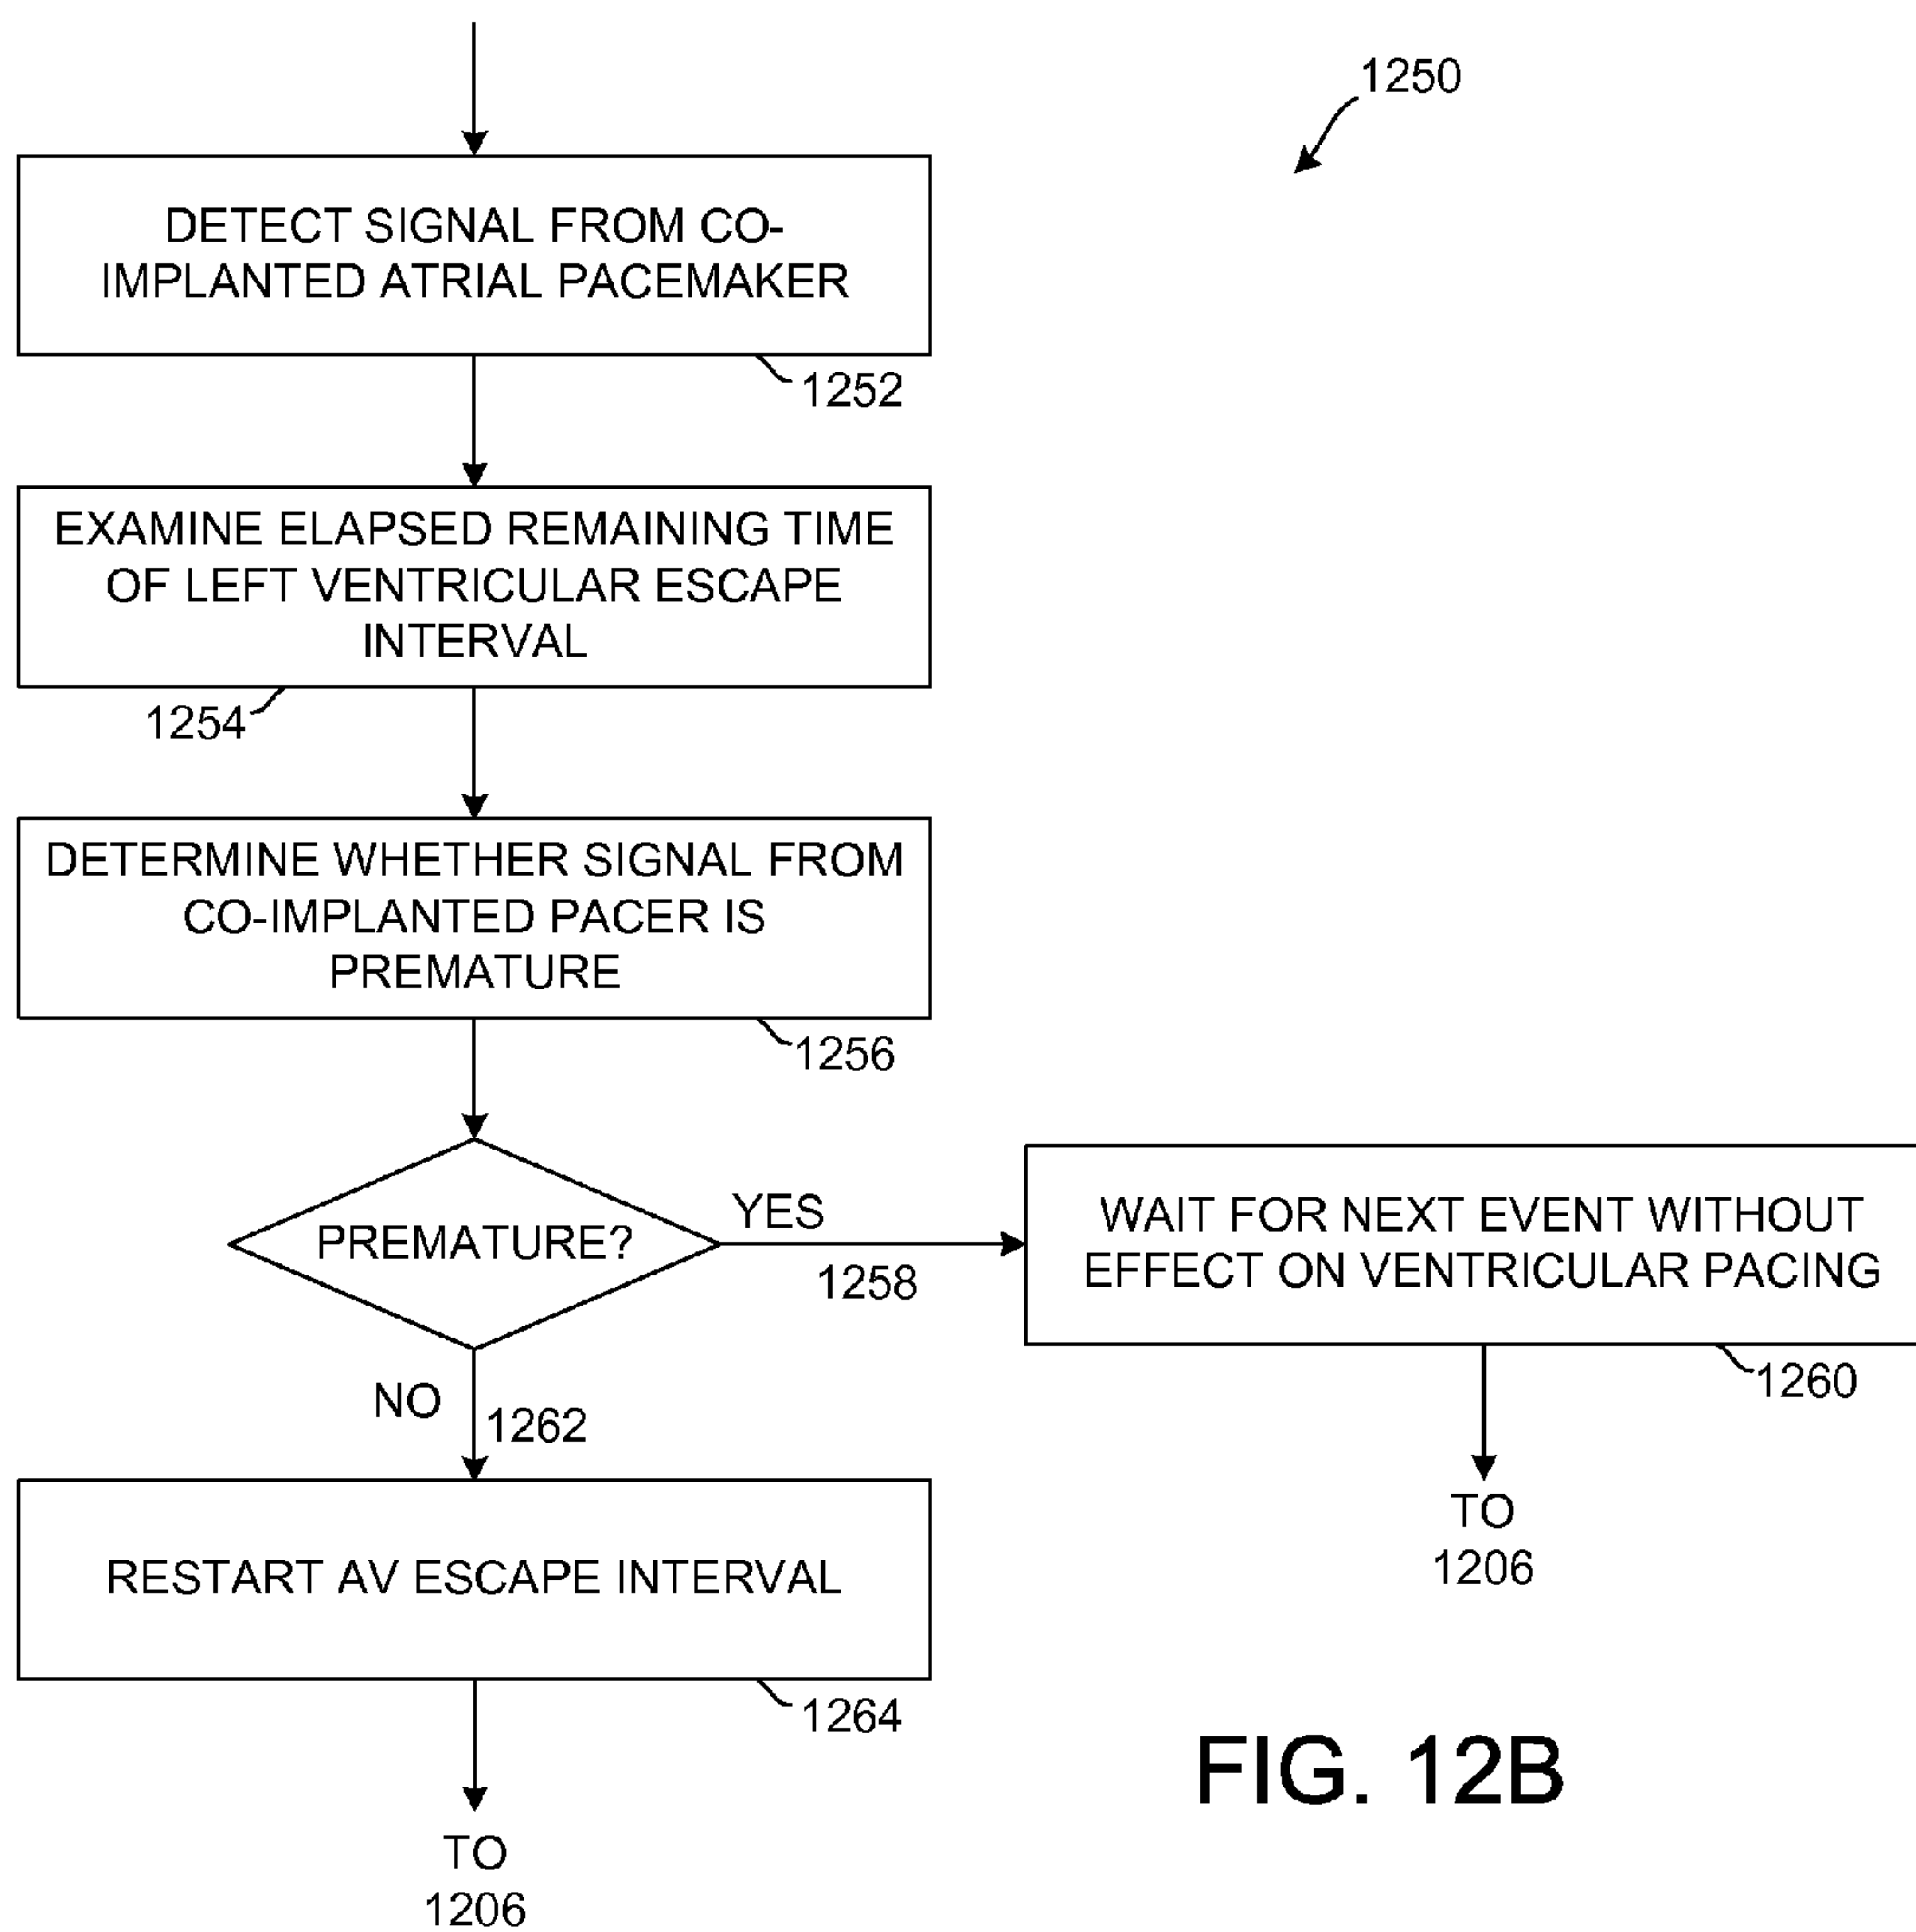 1250
DETECT SIGNAL FROM CO-
IMPLANTED ATRIAL PACEMAKER
1252
EXAMINE ELAPSED REMAINING TIME
OF LEFT VENTRICULAR ESCAPE
INTERVAL
1254
DETERMINE WHETHER SIGNAL FROM
CO-IMPLANTED PACER IS
PREMATURE
1256
PREMATURE?
YES
1258
WAIT FOR NEXT EVENT WITHOUT
EFFECT ON VENTRICULAR PACING
1260
TO
1206
NO
1262
RESTART AV ESCAPE INTERVAL
1264
TO
1206
FIG. 12B